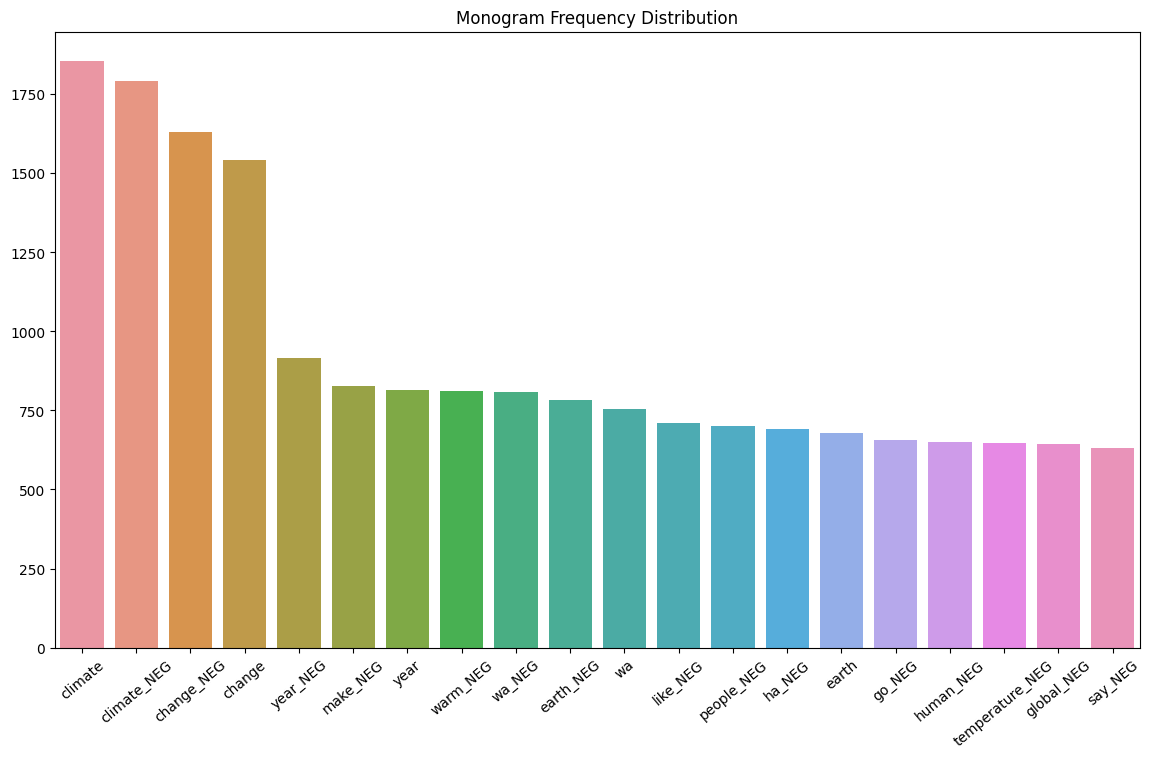 Monogram Frequency Distribution
1750
1500
1250
1000
750
500
250
0
climate
climate_NEG
change_NEG
change
year_NEG
make_NEG
year
warm_NEG
wa_NEG
earth_NEG
wa
like_NEG
people_NEG
ha_NEG
earth
go_NEG
human_NEG
temperature_NEG
global_NEG
say_NEG